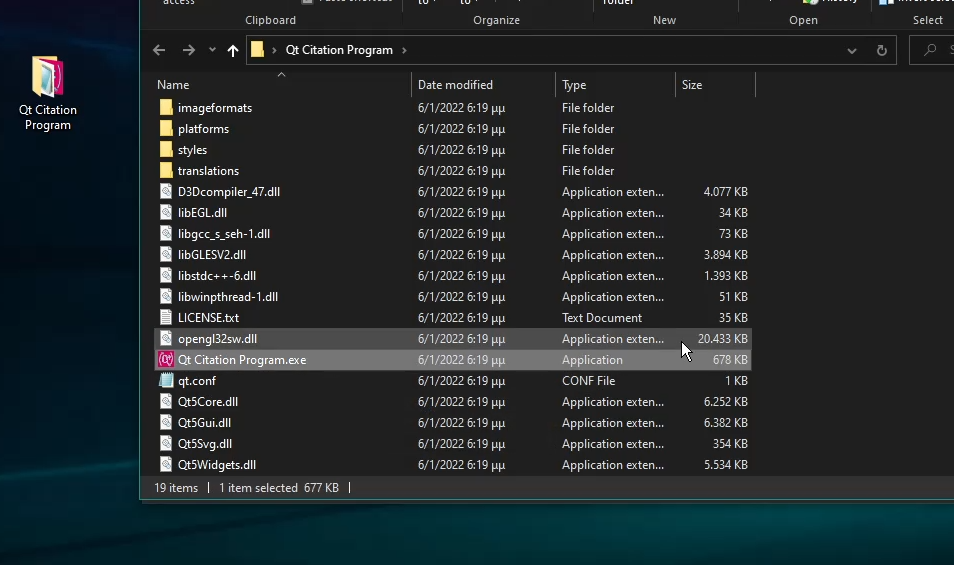 access
Paste shortcut
to
to
folder
History
Invert selec
Clipboard
Organize
New
Open
Select
Qt Citation Program
Name
Date modified
Type
Size
imageformats 6/1/2022 6:19 μμ File folder
platforms 6/1/2022 6:19 μμ File folder
styles 6/1/2022 6:19 μμ File folder
translations 6/1/2022 6:19 μμ File folder
D3Dcompiler_47.dll 6/1/2022 6:19 μμ Application exten... 4.077 KB
libEGL.dll 6/1/2022 6:19 μμ Application exten... 34 KB
libgcc_s_seh-1.dll 6/1/2022 6:19 μμ Application exten... 73 KB
libGLESV2.dll 6/1/2022 6:19 μμ Application exten... 3.894 KB
libstdc++-6.dll 6/1/2022 6:19 μμ Application exten... 1.393 KB
libwinpthread-1.dll 6/1/2022 6:19 μμ Application exten... 51 KB
LICENSE.txt 6/1/2022 6:19 μμ Text Document 35 KB
opengl32sw.dll 6/1/2022 6:19 μμ Application exten... 20.433 KB
Qt Citation Program.exe 6/1/2022 6:19 μμ Application 678 KB
qt.conf 6/1/2022 6:19 μμ CONF File 1 KB
Qt5Core.dll 6/1/2022 6:19 μμ Application exten... 6.252 KB
Qt5Gui.dll 6/1/2022 6:19 μμ Application exten... 6.382 KB
Qt5Svg.dll 6/1/2022 6:19 μμ Application exten... 354 KB
Qt5Widgets.dll 6/1/2022 6:19 μμ Application exten... 5.534 KB
19 items | 1 item selected 677 KB |
Qt Citation
Program